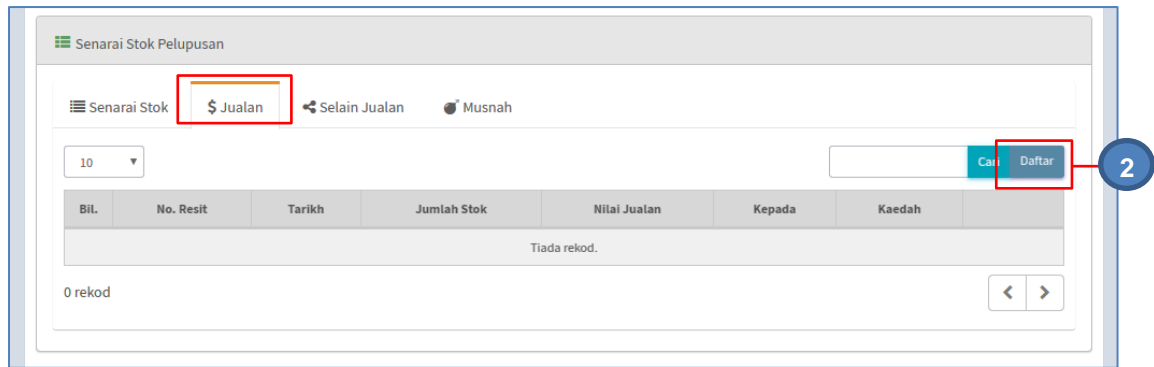 Senarai Stok Pelupusan
Senarai Stok $ Jualan Selain Jualan Musnah
10 Cari Daftar
2
Bil. No. Resit Tarikh Jumlah Stok Nilai Jualan Kepada Kaedah
Tiada rekod.
0 rekod